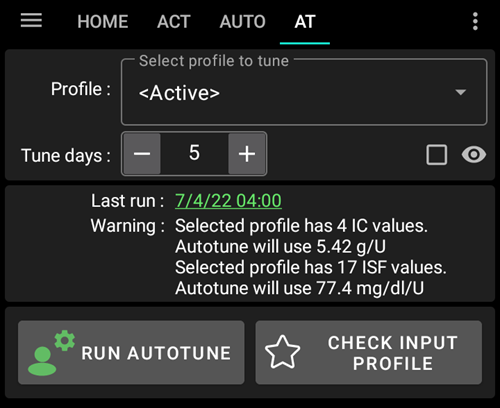 HOME ACT AUTO AT
Select profile to tune
Profile : <Active>
Tune days : − 5 +
Last run : 7/4/22 04:00
Warning : Selected profile has 4 IC values.
Autotune will use 5.42 g/U
Selected profile has 17 ISF values.
Autotune will use 77.4 mg/dl/U
RUN AUTOTUNE
CHECK INPUT
PROFILE